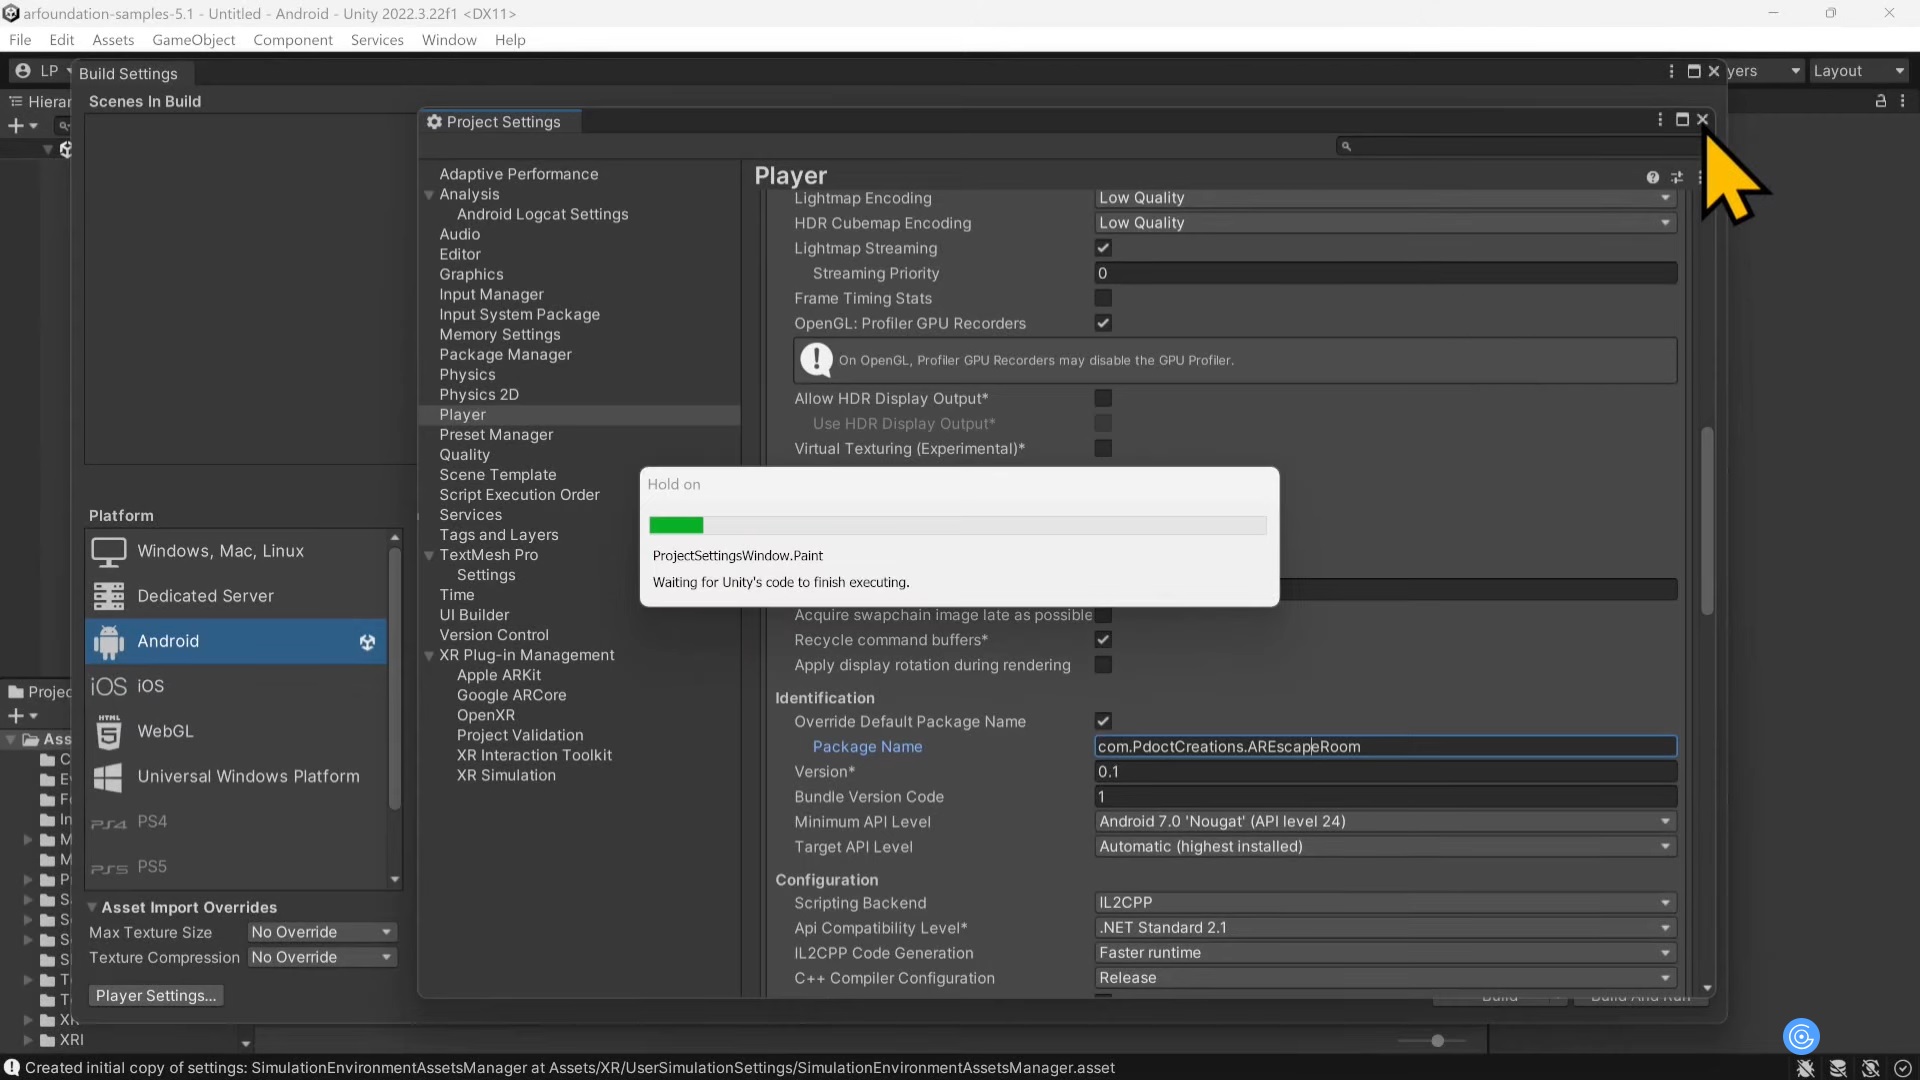 arfoundation-samples-5.1 - Untitled - Android - Unity 2022.3.22f1 <DX11>
File Edit Assets GameObject Component Services Window Help
LP
Layout
Build Settings
Scenes In Build
Project Settings
Adaptive Performance
Analysis
Android Logcat Settings
Audio
Editor
Graphics
Input Manager
Input System Package
Memory Settings
Package Manager
Physics
Physics 2D
Player
Preset Manager
Quality
Scene Template
Script Execution Order
Services
Tags and Layers
TextMesh Pro
Settings
Time
UI Builder
Version Control
XR Plug-in Management
Apple ARKit
Google ARCore
OpenXR
Project Validation
XR Interaction Toolkit
XR Simulation
Player
Lightmap Encoding Low Quality
HDR Cubemap Encoding Low Quality
Lightmap Streaming
Streaming Priority 0
Frame Timing Stats
OpenGL: Profiler GPU Recorders
On OpenGL, Profiler GPU Recorders may disable the GPU Profiler.
Allow HDR Display Output*
Use HDR Display Output*
Virtual Texturing (Experimental)*
Hold on
ProjectSettingsWindow.Paint
Waiting for Unity's code to finish executing.
Acquire swapchain image late as possible
Recycle command buffers*
Apply display rotation during rendering
Identification
Override Default Package Name
Package Name com.PdoctCreations.AREscapeRoom
Version* 0.1
Bundle Version Code 1
Minimum API Level Android 7.0 'Nougat' (API level 24)
Target API Level Automatic (highest installed)
Configuration
Scripting Backend IL2CPP
Api Compatibility Level* .NET Standard 2.1
IL2CPP Code Generation Faster runtime
C++ Compiler Configuration Release
Platform
Windows, Mac, Linux
Dedicated Server
Android
iOS iOS
HTML
WebGL
Universal Windows Platform
PS4 PS4
PS5 PS5
Asset Import Overrides
Max Texture Size No Override
Texture Compression No Override
Player Settings...
Build Build And Run
XRI
Created initial copy of settings: SimulationEnvironmentAssetsManager at Assets/XR/UserSimulationSettings/SimulationEnvironmentAssetsManager.asset